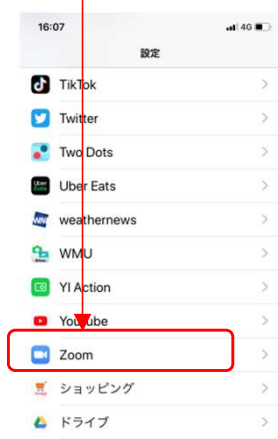 16:07
4G
設定
TikTok
Twitter
Two Dots
Uber Eats
weathernews
WMU
YI Action
YouTube
Zoom
ショッピング
ドライブ